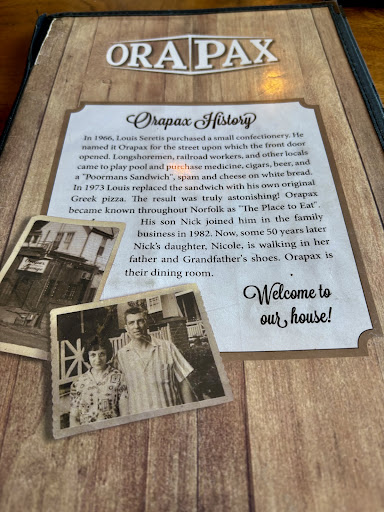 ORAPAX
Orapax History
In 1966, Louis Seretis purchased a small confectionery. He
named it Orapax for the street upon which the front door
opened. Longshoremen, railroad workers, and other locals
came to play pool and purchase medicine, cigars, beer, and
a "Poormans Sandwich", spam and cheese on white bread.
In 1973 Louis replaced the sandwich with his own original
Greek pizza. The result was truly astonishing! Orapax
became known throughout Norfolk as "The Place to Eat".
His son Nick joined him in the family
business in 1982. Now, some 50 years later
Nick's daughter, Nicole, is walking in her
father and Grandfather's shoes. Orapax is
their dining room.
Welcome to
our house!